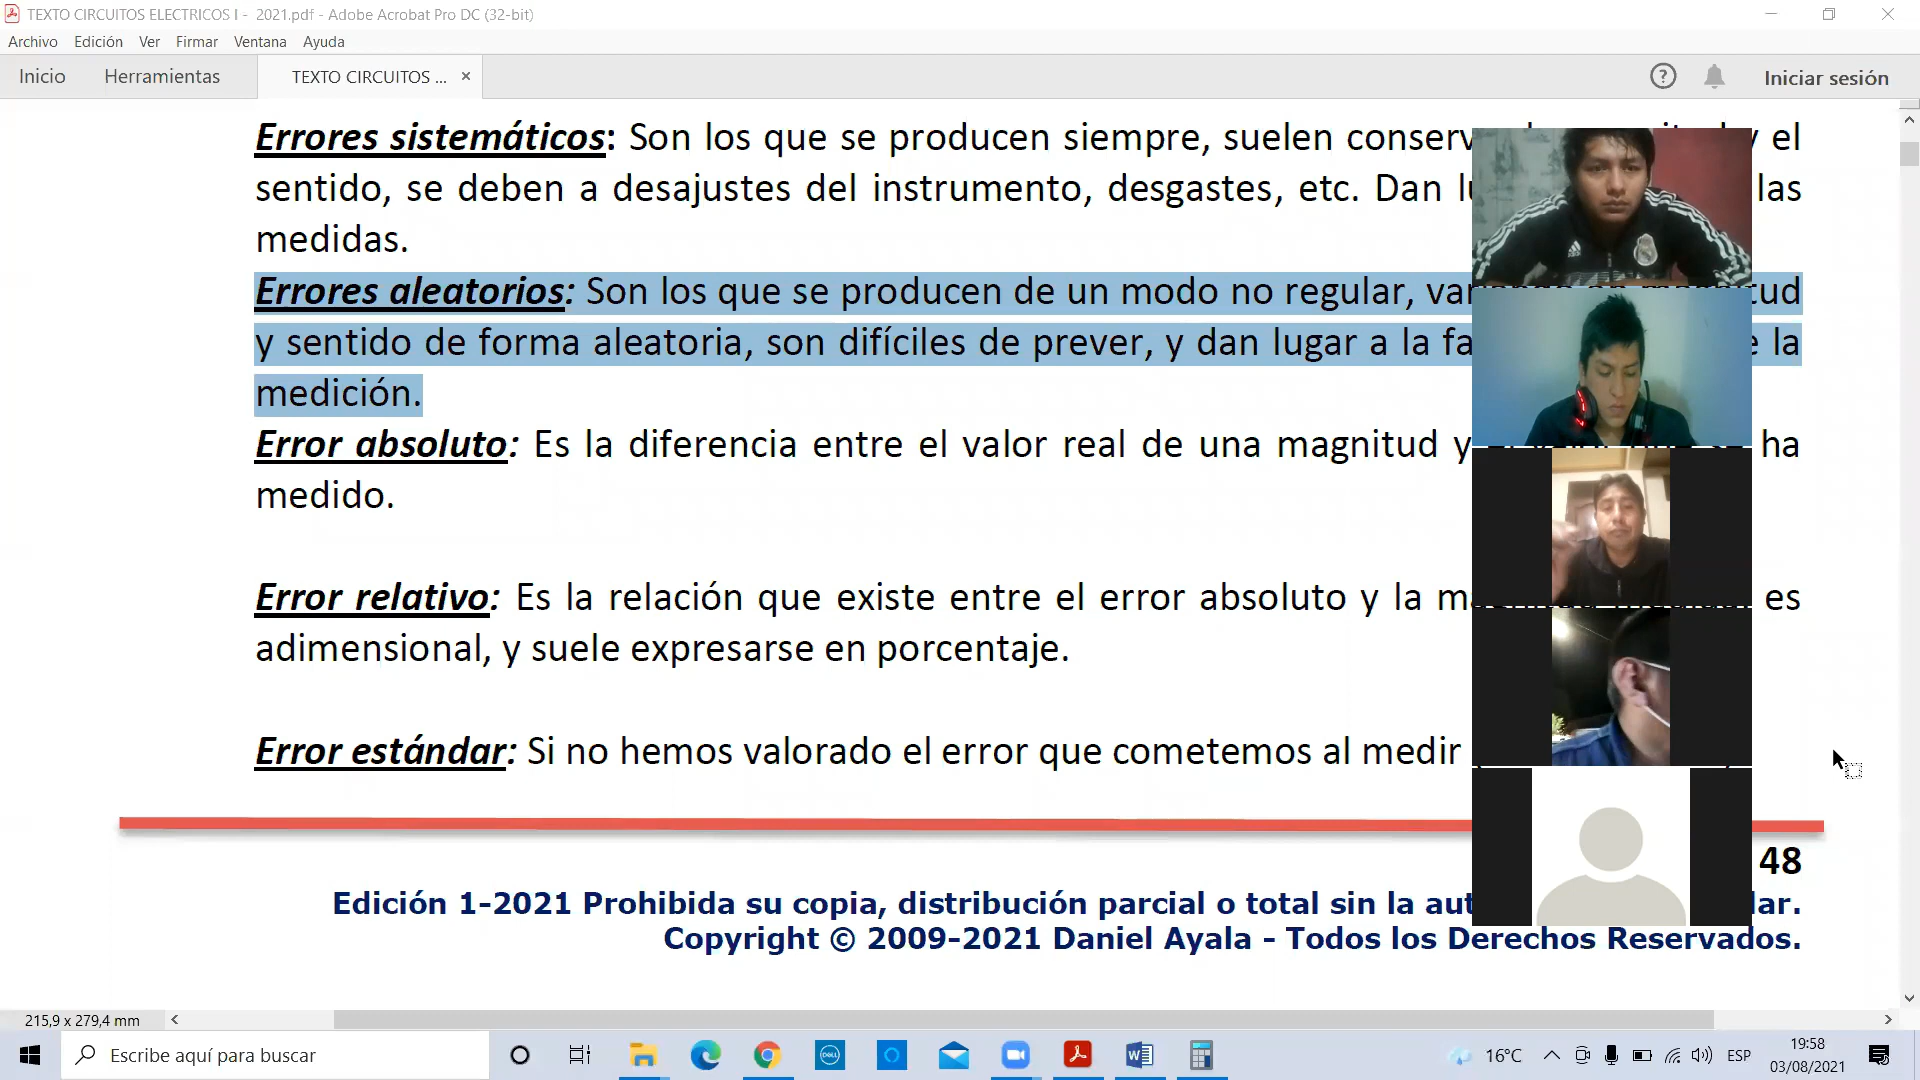 TEXTO CIRCUITOS ELECTRICOS I - 2021.pdf - Adobe Acrobat Pro DC (32-bit)
Archivo Edición Ver Firmar Ventana Ayuda
Inicio Herramientas TEXTO CIRCUITOS ... × Iniciar sesión
Errores sistemáticos: Son los que se producen siempre, suelen conserv y el
sentido, se deben a desajustes del instrumento, desgastes, etc. Dan las
medidas.
Errores aleatorios: Son los que se producen de un modo no regular,
y sentido de forma aleatoria, son difíciles de prever, y dan lugar a la la
medición.
Error absoluto: Es la diferencia entre el valor real de una magnitud y ha
medido.
Error relativo: Es la relación que existe entre el error absoluto y la es
adimensional, y suele expresarse en porcentaje.
Error estándar: Si no hemos valorado el error que cometemos al medir
48
Edición 1-2021 Prohibida su copia, distribución parcial o total sin la
Copyright © 2009-2021 Daniel Ayala - Todos los Derechos Reservados.
215,9 x 279,4 mm
Escribe aquí para buscar
DELL
16°C
ESP
19:58
03/08/2021